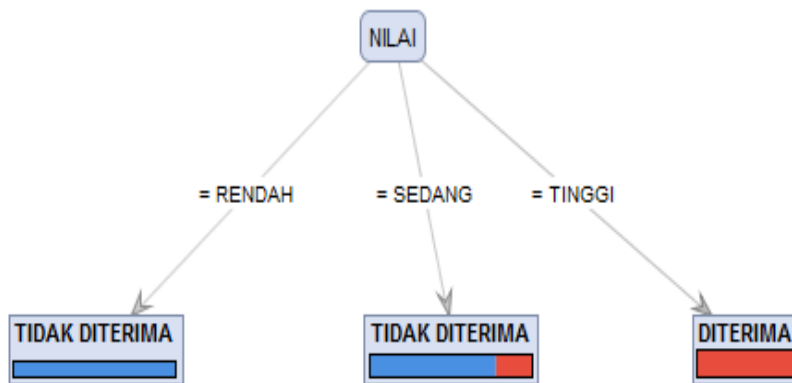 NILAI
= RENDAH
= SEDANG
= TINGGI
TIDAK DITERIMA
TIDAK DITERIMA
DITERIMA